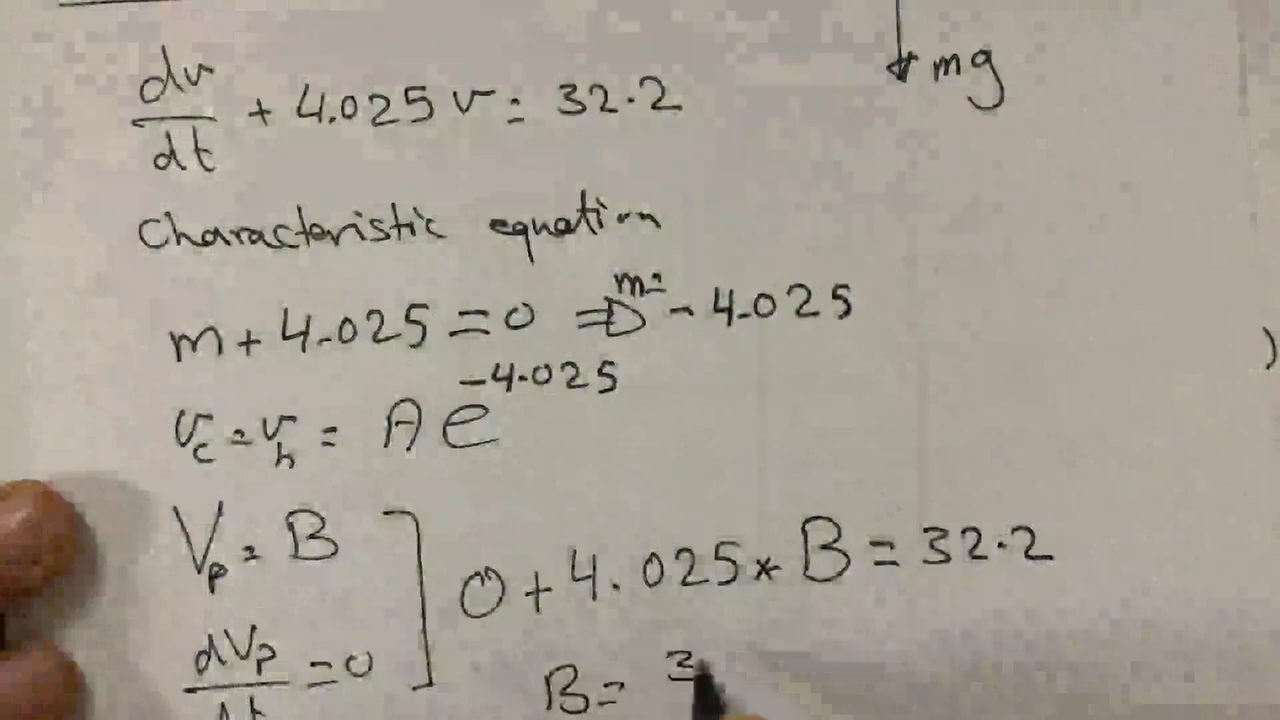 mg
dv/dt + 4.025 v = 32.2
Characteristic equation
m + 4.025 = 0 ⇒ m = - 4.025
v_c = v_h = A e^-4.025
V_p = B
0 + 4.025 * B = 32.2
dV_p/dt = 0
B = 3